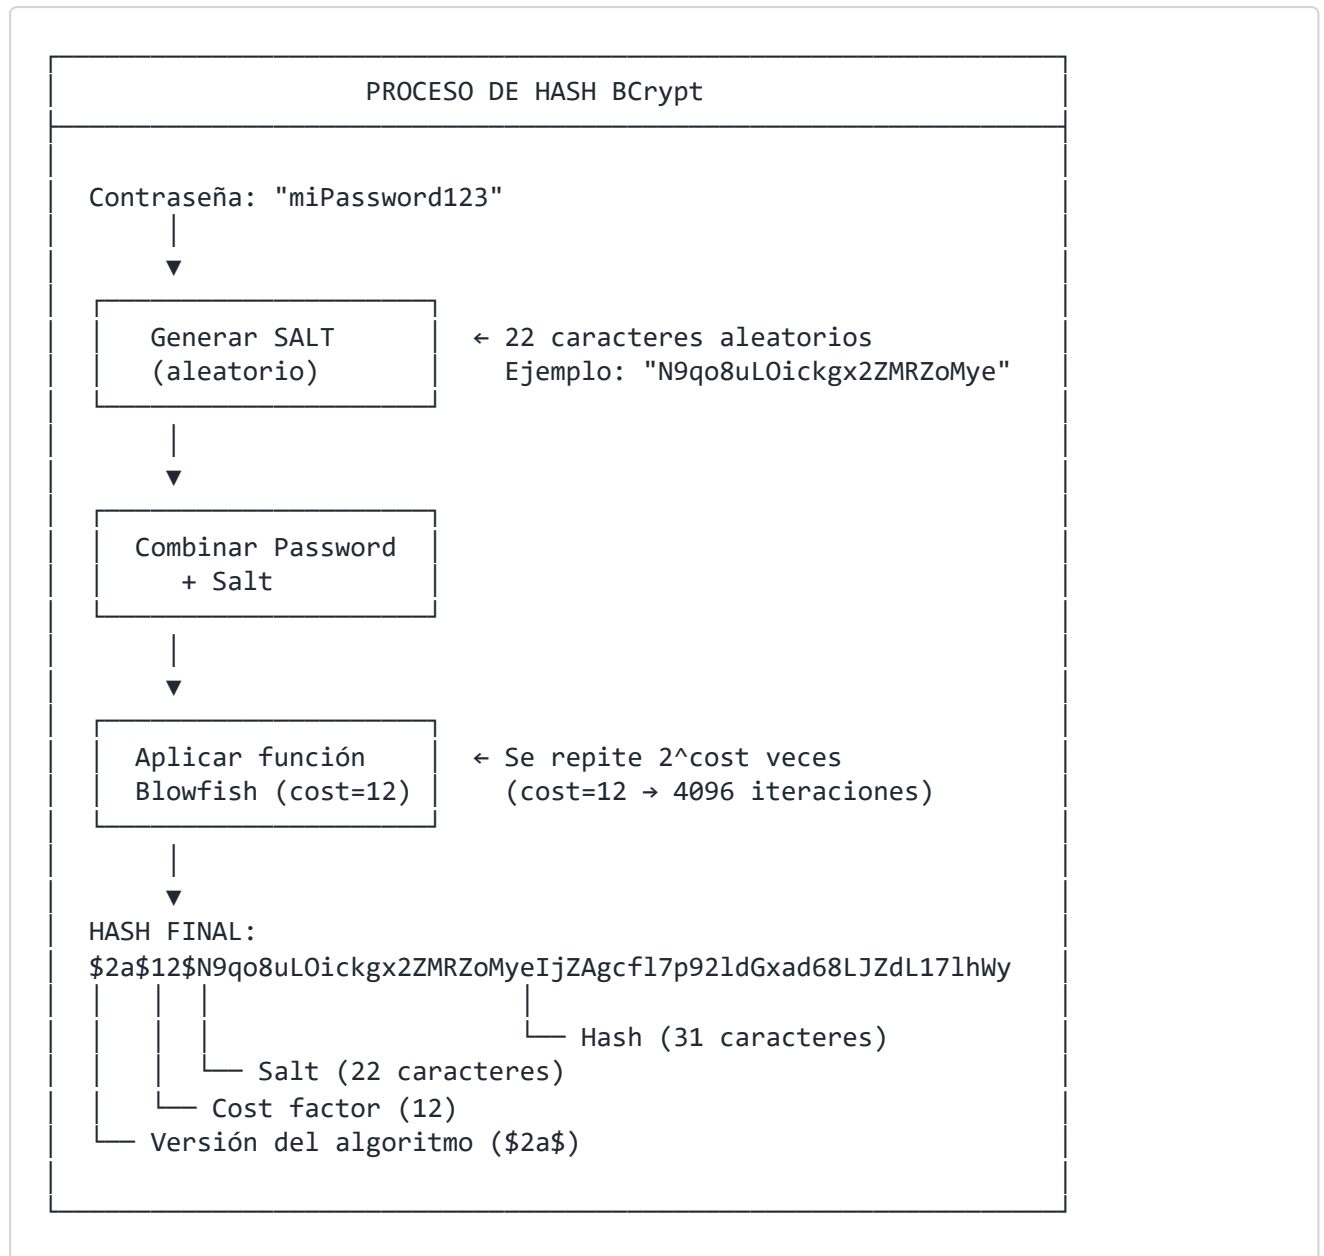 PROCESO DE HASH BCrypt
Contraseña: "miPassword123"
Generar SALT ← 22 caracteres aleatorios
(aleatorio) Ejemplo: "N9qo8uLOickgx2ZMRZoMye"
Combinar Password
+ Salt
Aplicar función ← Se repite 2^cost veces
Blowfish (cost=12) (cost=12 → 4096 iteraciones)
HASH FINAL:
$2a$12$N9qo8uLOickgx2ZMRZoMyeIjZAgcfl7p92ldGxad68LJZdL17lhWy
Hash (31 caracteres)
Salt (22 caracteres)
Cost factor (12)
Versión del algoritmo ($2a$)